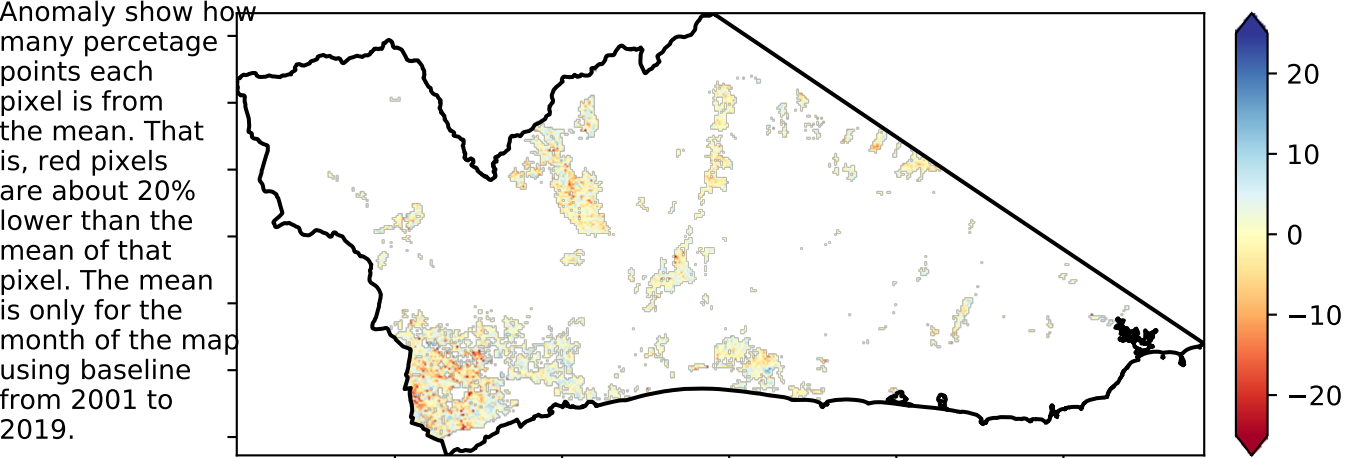 Anomaly show how
many percetage
points each
pixel is from
the mean. That
is, red pixels
are about 20%
lower than the
mean of that
pixel. The mean
is only for the
month of the map
using baseline
from 2001 to
2019.
20
10
0
−10
−20